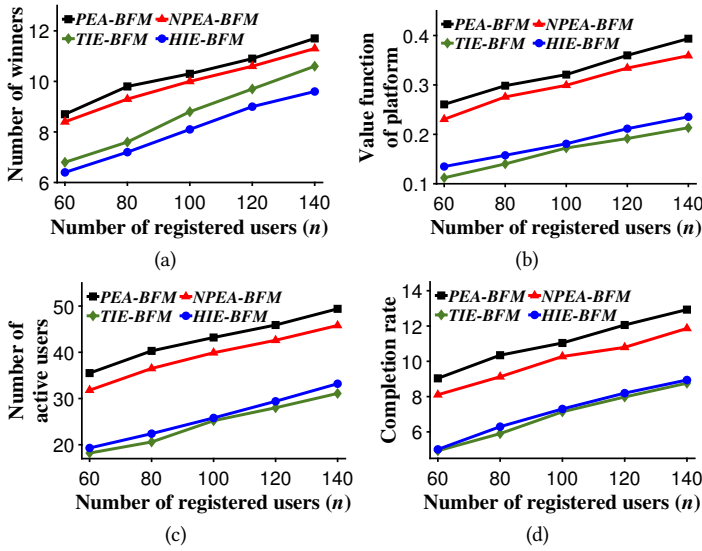 (a)
Number of winners
PEA-BFM NPEA-BFM
TIE-BFM HIE-BFM
12
10
8
6
60 80 100 120 140
Number of registered users (n)
(b)
Value function
of platform
PEA-BFM NPEA-BFM
TIE-BFM HIE-BFM
0.4
0.3
0.2
0.1
60 80 100 120 140
Number of registered users (n)
(c)
Number of
active users
PEA-BFM NPEA-BFM
TIE-BFM HIE-BFM
50
40
30
20
60 80 100 120 140
Number of registered users (n)
(d)
Completion rate
PEA-BFM NPEA-BFM
TIE-BFM HIE-BFM
14
12
10
8
6
60 80 100 120 140
Number of registered users (n)